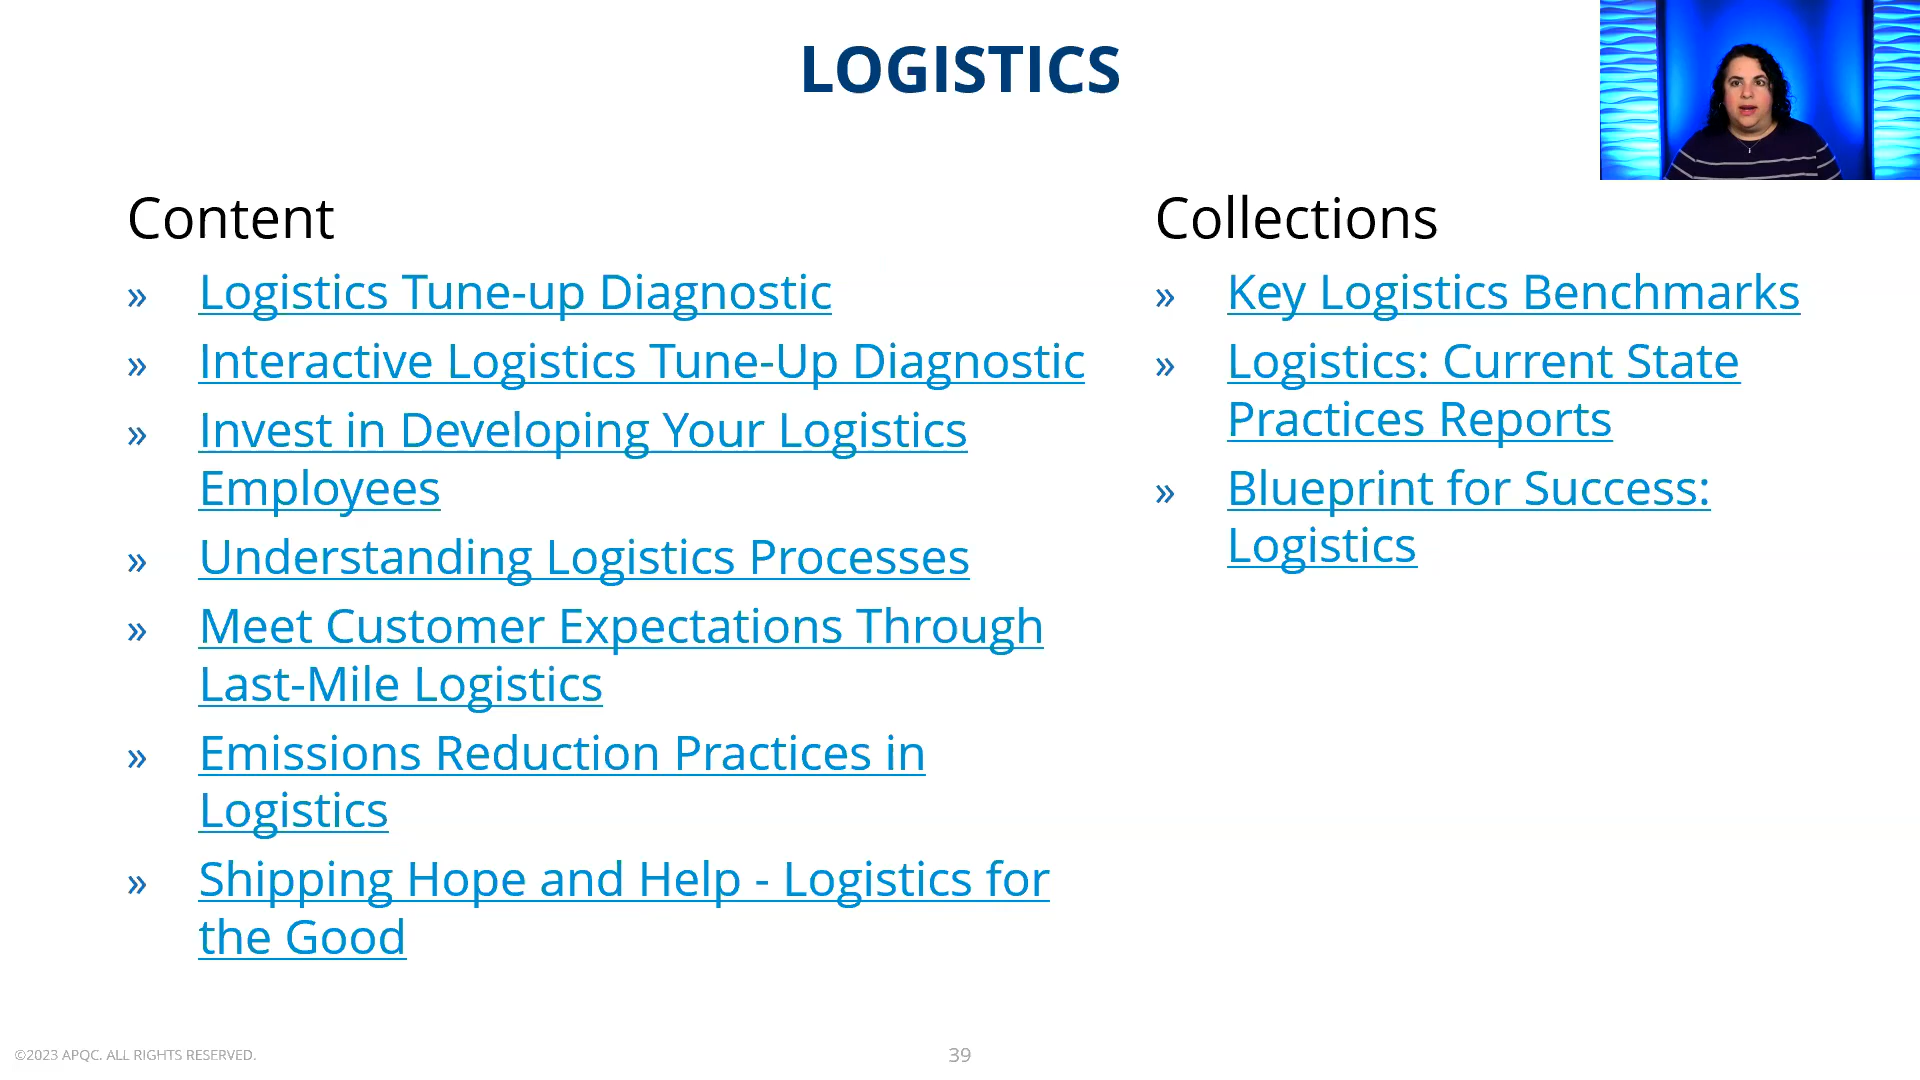 LOGISTICS
Content
» Logistics Tune-up Diagnostic
» Interactive Logistics Tune-Up Diagnostic
» Invest in Developing Your Logistics
Employees
» Understanding Logistics Processes
» Meet Customer Expectations Through
Last-Mile Logistics
» Emissions Reduction Practices in
Logistics
» Shipping Hope and Help - Logistics for
the Good
Collections
» Key Logistics Benchmarks
» Logistics: Current State
Practices Reports
» Blueprint for Success:
Logistics
©2023 APQC. ALL RIGHTS RESERVED.
39